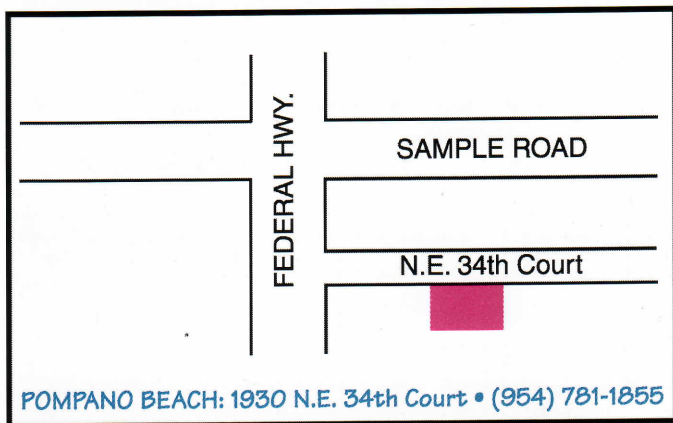 FEDERAL HWY.
SAMPLE ROAD
N.E. 34th Court
POMPANO BEACH: 1930 N.E. 34th Court • (954) 781-1855